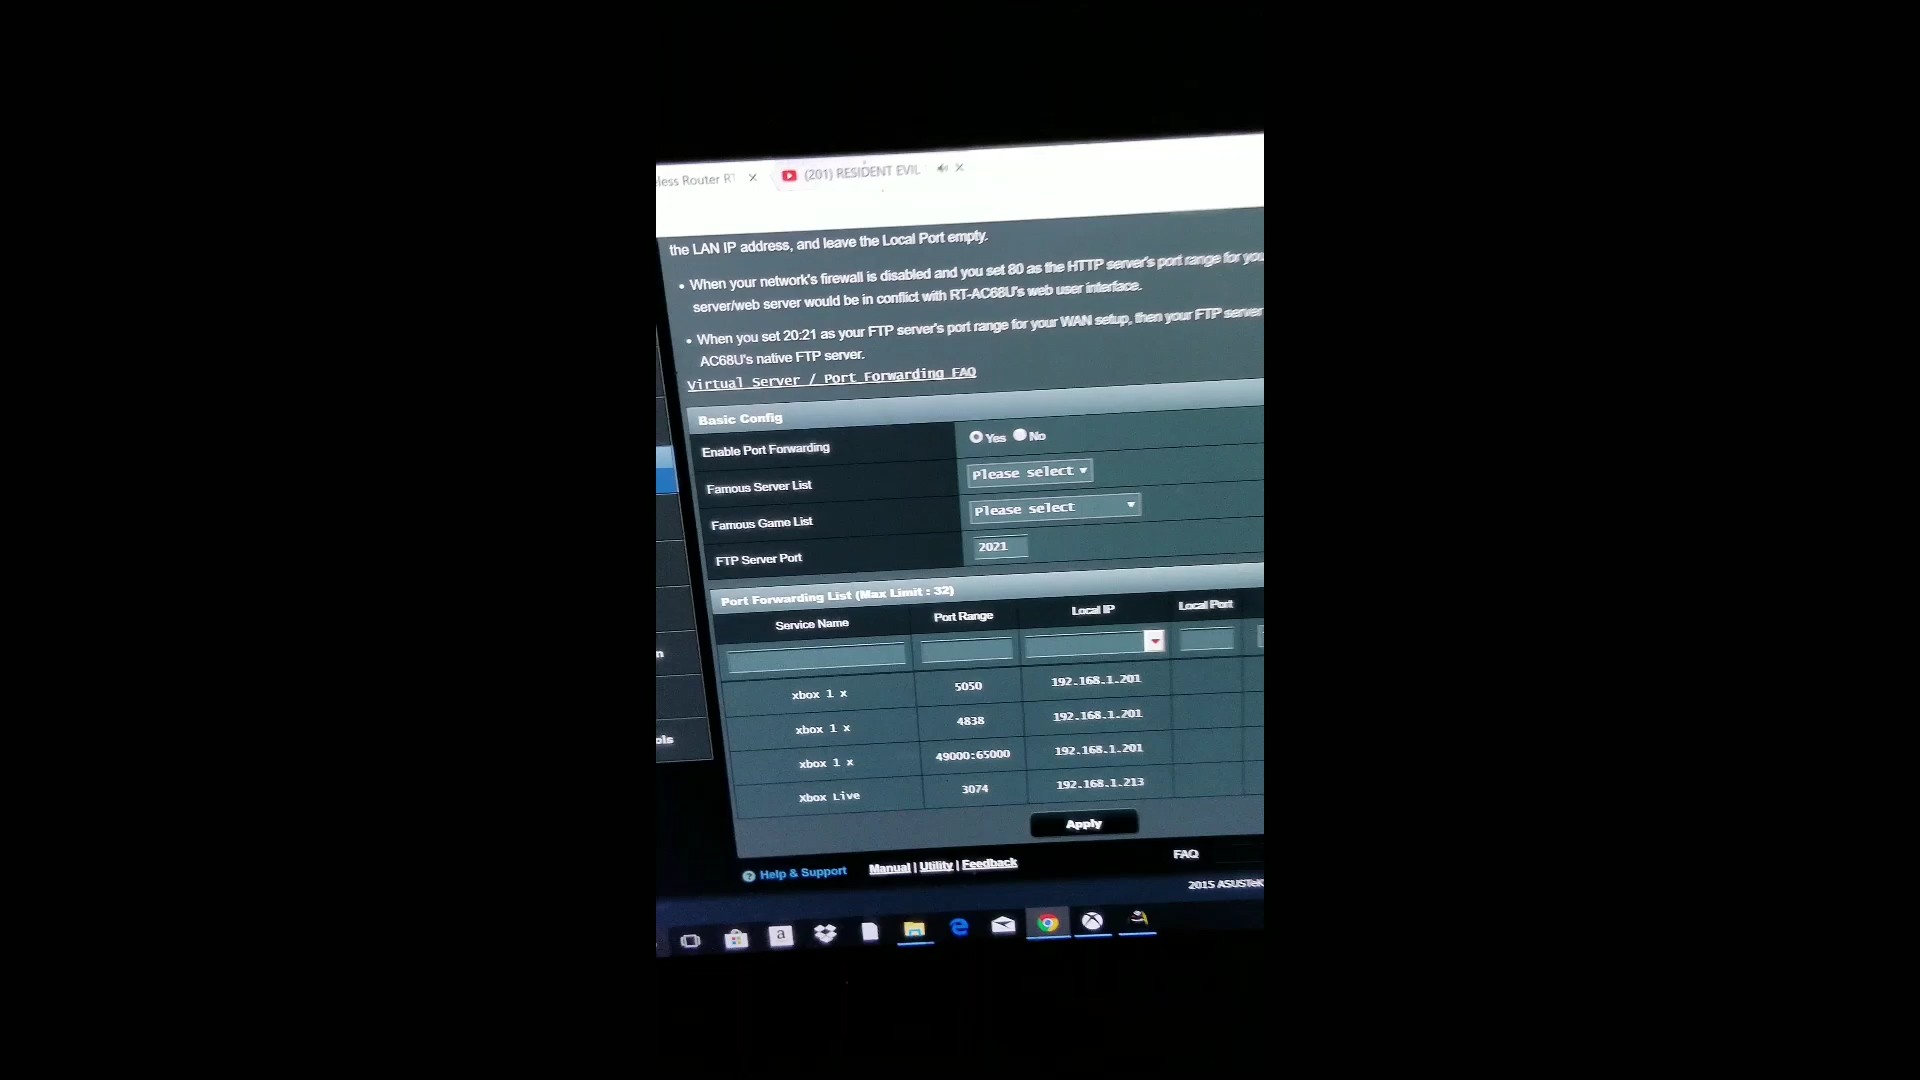 less Router RT
(201) RESIDENT EVIL
the LAN IP address, and leave the Local Port empty.
• When your network's firewall is disabled and you set 80 as the HTTP server's port range for you
server/web server would be in conflict with RT-AC68U's web user interface.
• When you set 20:21 as your FTP server's port range for your WAN setup, then your FTP server
AC68U's native FTP server.
Virtual Server / Port Forwarding FAQ
Basic Config
Enable Port Forwarding Yes No
Famous Server List Please select
Famous Game List Please select
FTP Server Port 2021
Port Forwarding List (Max Limit : 32)
Service Name Port Range Local IP Local Port
n
xbox 1 x 5050 192.168.1.201
xbox 1 x 4838 192.168.1.201
ols
xbox 1 x 49000:65000 192.168.1.201
Xbox Live 3074 192.168.1.213
Apply
? Help & Support Manual | Utility | Feedback FAQ
2015 ASUSTeK
a